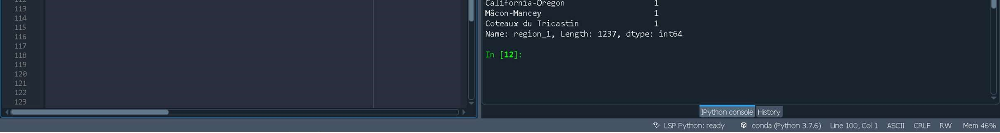 112
113
114
115
116
117
118
119
120
121
122
123
California-Oregon 1
Mâcon-Mancey 1
Coteaux du Tricastin 1
Name: region_1, Length: 1237, dtype: int64
In [12]:
IPython console History
LSP Python: ready conda (Python 3.7.6) Line 100, Col 1 ASCII CRLF RW Mem 46%